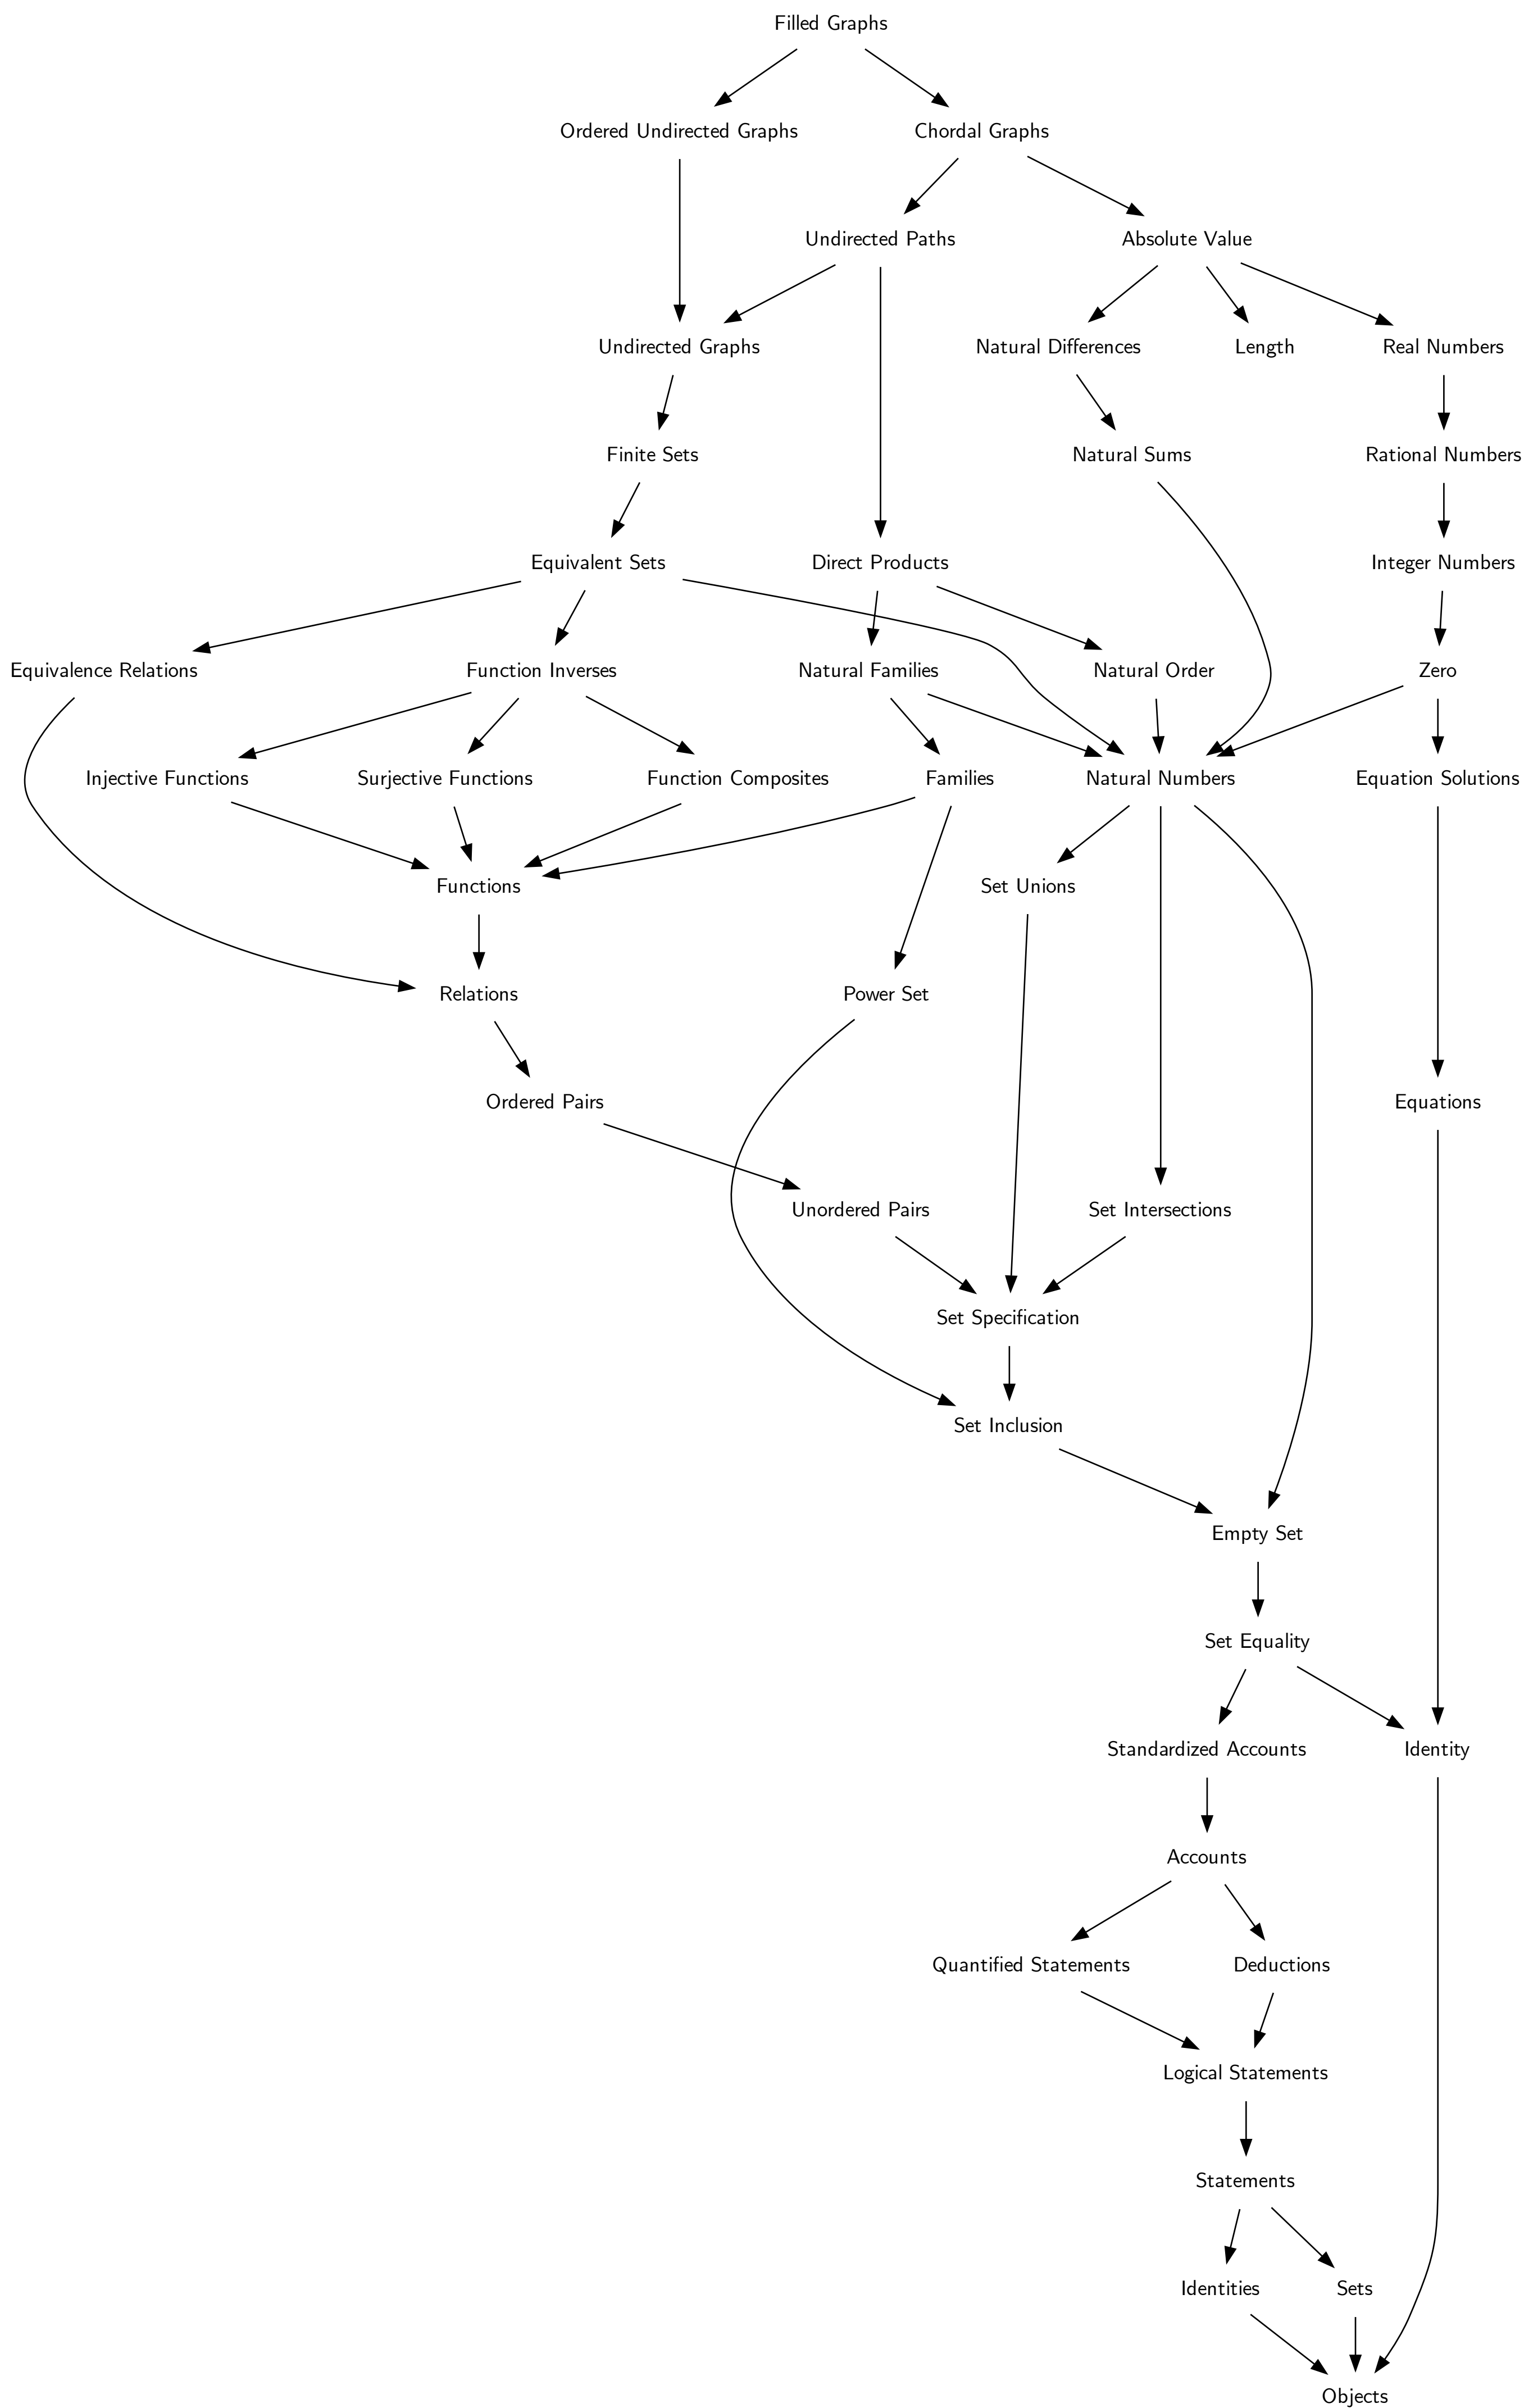 Filled Graphs
Ordered Undirected Graphs
Chordal Graphs
Undirected Paths
Absolute Value
Undirected Graphs
Natural Differences
Length
Real Numbers
Finite Sets
Natural Sums
Rational Numbers
Equivalent Sets
Direct Products
Integer Numbers
Equivalence Relations
Function Inverses
Natural Families
Natural Order
Zero
Injective Functions
Surjective Functions
Function Composites
Families
Natural Numbers
Equation Solutions
Functions
Set Unions
Relations
Power Set
Ordered Pairs
Equations
Unordered Pairs
Set Intersections
Set Specification
Set Inclusion
Empty Set
Set Equality
Standardized Accounts
Identity
Accounts
Quantified Statements
Deductions
Logical Statements
Statements
Identities
Sets
Objects